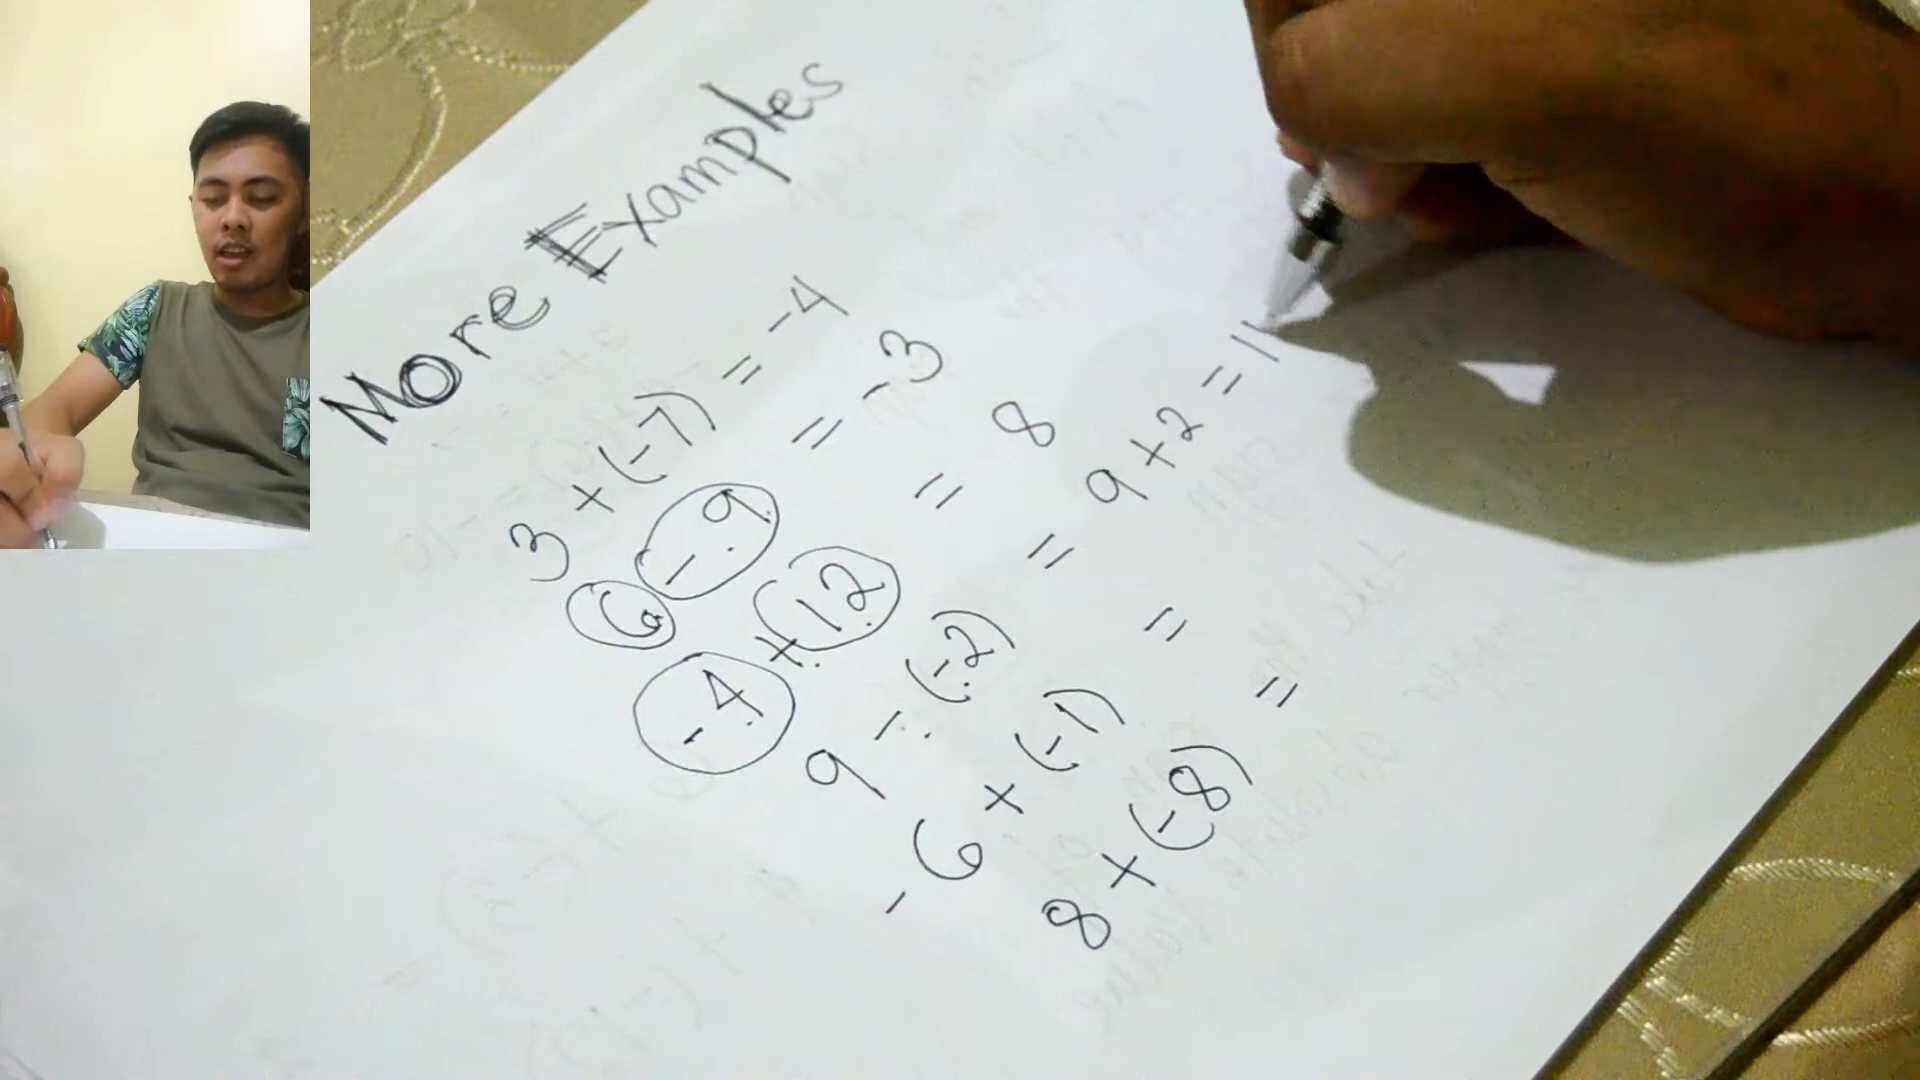 More Examples
3 + (-7) = -4
6 - 9 = -3
-4 + 12 = 8
9 - (-2) = 9 + 2 = 11
-6 + (-1) =
8 + (-8) =